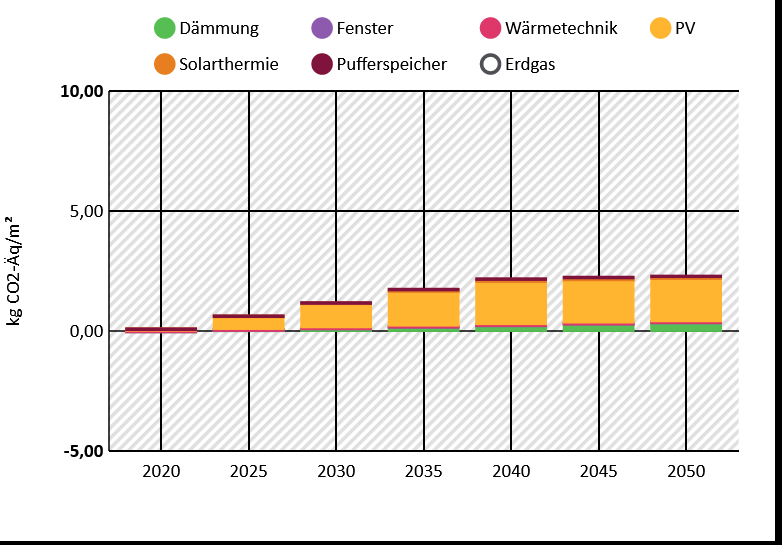 Dämmung Fenster Wärmetechnik PV
Solarthermie Pufferspeicher Erdgas
kg CO2-Äq/m²
10,00
5,00
0,00
-5,00
2020 2025 2030 2035 2040 2045 2050